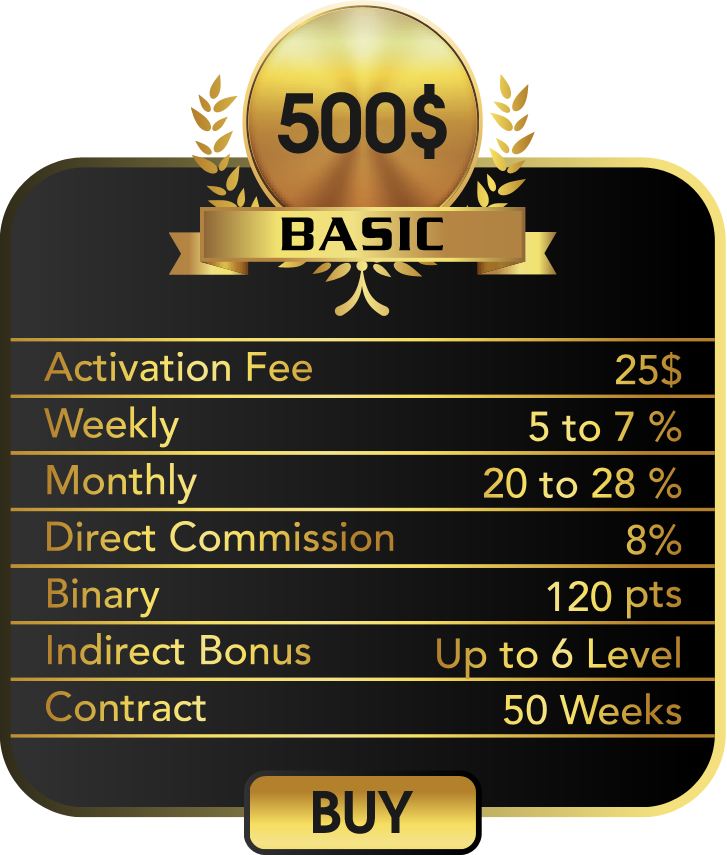 500$
BASIC
Activation Fee 25$
Weekly 5 to 7 %
Monthly 20 to 28 %
Direct Commission 8%
Binary 120 pts
Indirect Bonus Up to 6 Level
Contract 50 Weeks
BUY